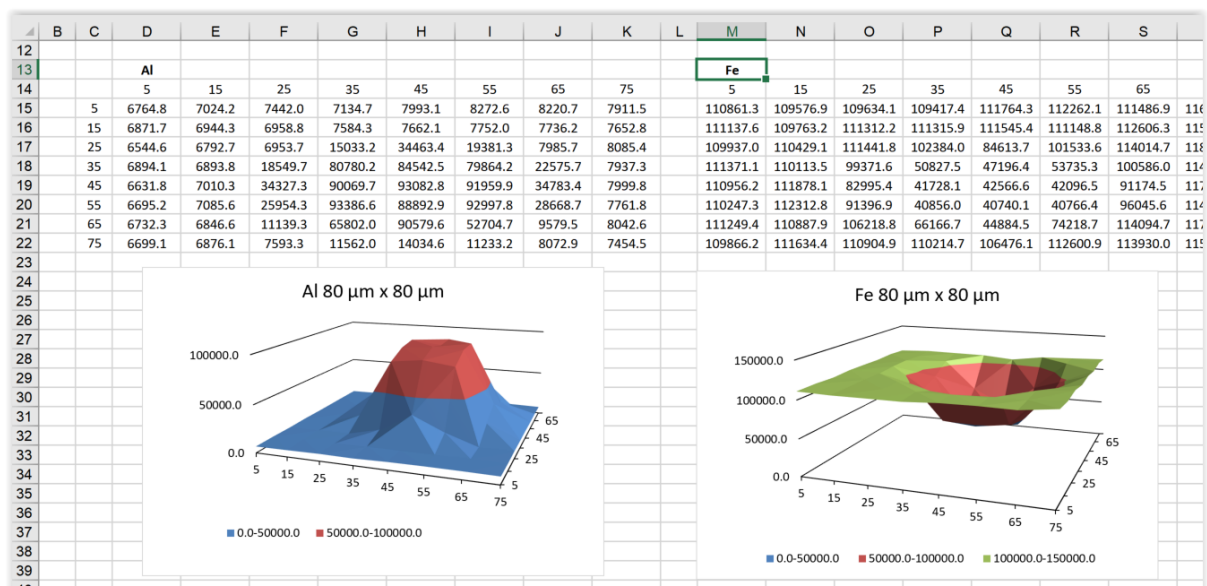 B C D E F G H I J K L M N O P Q R S
12
13 Al Fe
14 5 15 25 35 45 55 65 75 5 15 25 35 45 55 65
15 5 6764.8 7024.2 7442.0 7134.7 7993.1 8272.6 8220.7 7911.5 110861.3 109576.9 109634.1 109417.4 111764.3 112262.1 111486.9
16 15 6871.7 6944.3 6958.8 7584.3 7662.1 7752.0 7736.2 7652.8 111137.6 109763.2 111312.2 111315.9 111545.4 111148.8 112606.3
17 25 6544.6 6792.7 6953.7 15033.2 34463.4 19381.3 7985.7 8085.4 109937.0 110429.1 111441.8 102384.0 84613.7 101533.6 114014.7
18 35 6894.1 6893.8 18549.7 80780.2 84542.5 79864.2 22575.7 7937.3 111371.1 110113.5 99371.6 50827.5 47196.4 53735.3 100586.0
19 45 6631.8 7010.3 34327.3 90069.7 93082.8 91959.9 34783.4 7999.8 110956.2 111878.1 82995.4 41728.1 42566.6 42096.5 91174.5
20 55 6695.2 7085.6 25954.3 93386.6 88892.9 92997.8 28668.7 7761.8 110247.3 112312.8 91396.9 40856.0 40740.1 40766.4 96045.6
21 65 6732.3 6846.6 11139.3 65802.0 90579.6 52704.7 9579.5 8042.6 111249.4 110887.9 106218.8 66166.7 44884.5 74218.7 114094.7
22 75 6699.1 6876.1 7593.3 11562.0 14034.6 11233.2 8072.9 7454.5 109866.2 111634.4 110904.9 110214.7 106476.1 112600.9 113930.0
23
24
25
26
27
28
29
30
31
32
33
34
35
36
37
38
39
Al 80 µm x 80 µm
100000.0
50000.0
0.0
5 15 25 35 45 55 65 75
65
45
25
5
0.0-50000.0 50000.0-100000.0
Fe 80 µm x 80 µm
150000.0
100000.0
50000.0
0.0
5 15 25 35 45 55 65 75
65
45
25
5
0.0-50000.0 50000.0-100000.0 100000.0-150000.0